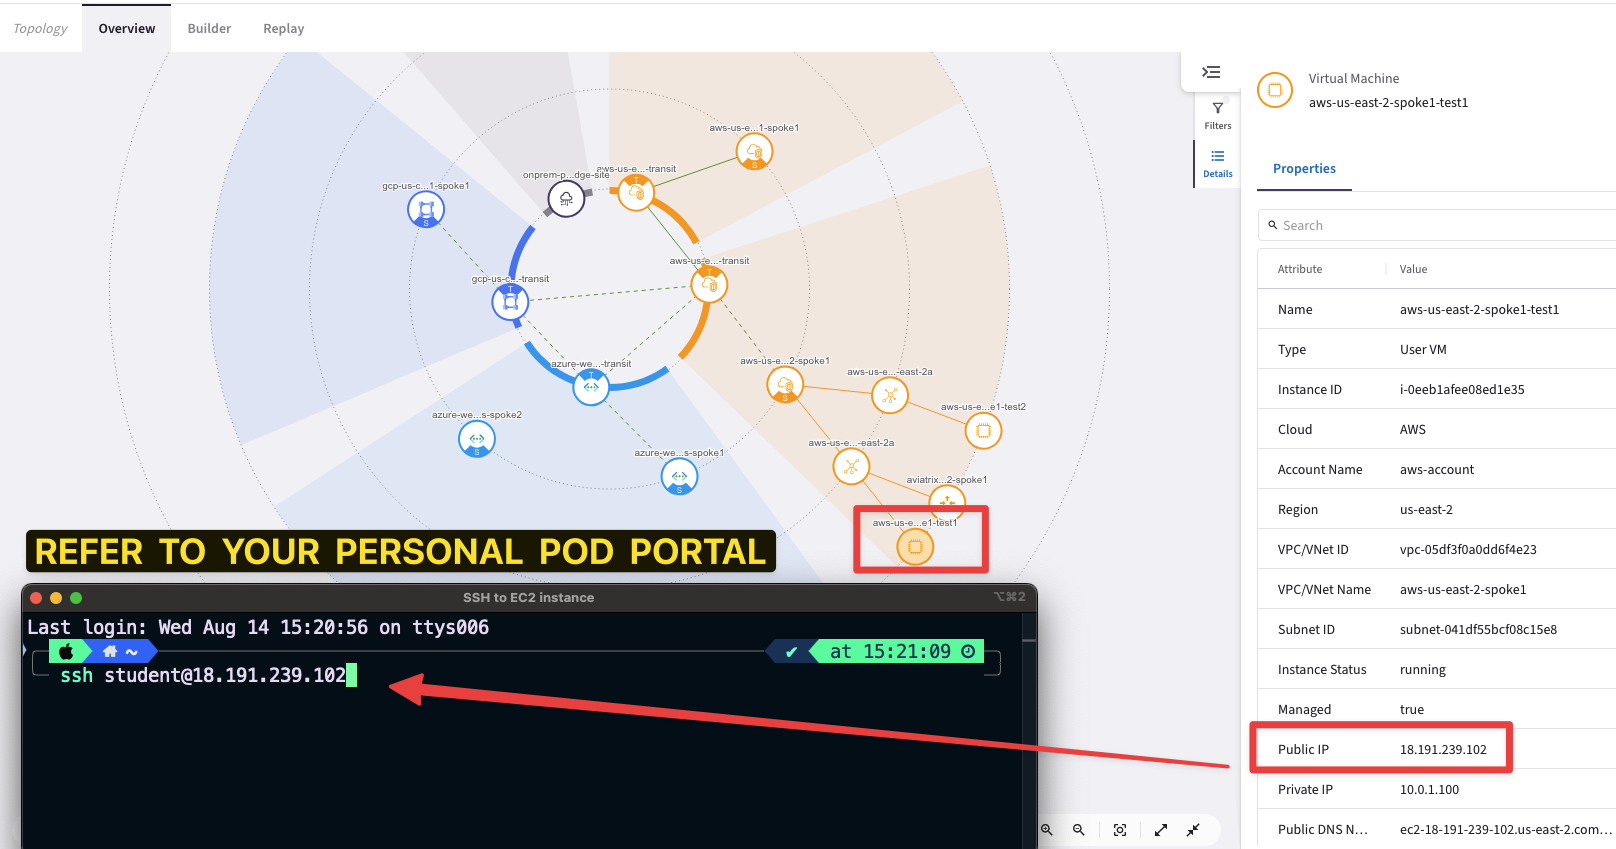 Topology
Overview
Builder
Replay
aws-us-e...1-spoke1
aws-us-e...-transit
onprem-p...dge-site
gcp-us-c...1-spoke1
aws-us-e...-transit
gcp-us-c...-transit
azure-we...-transit
aws-us-e...2-spoke1
aws-us-e...-east-2a
aws-us-e...e1-test2
azure-we...s-spoke2
aws-us-e...-east-2a
azure-we...s-spoke1
aviatrix...2-spoke1
aws-us-e...e1-test1
T
T
T
T
S
S
S
S
S
REFER TO YOUR PERSONAL POD PORTAL
SSH to EC2 instance
⌥⌘2
Last login: Wed Aug 14 15:20:56 on ttys006
~
✔ at 15:21:09
ssh student@18.191.239.102
Filters
Details
Virtual Machine
aws-us-east-2-spoke1-test1
Properties
Search
Attribute Value
Name aws-us-east-2-spoke1-test1
Type User VM
Instance ID i-0eeb1afee08ed1e35
Cloud AWS
Account Name aws-account
Region us-east-2
VPC/VNet ID vpc-05df3f0a0dd6f4e23
VPC/VNet Name aws-us-east-2-spoke1
Subnet ID subnet-041df55bcf08c15e8
Instance Status running
Managed true
Public IP 18.191.239.102
Private IP 10.0.1.100
Public DNS N... ec2-18-191-239-102.us-east-2.com...